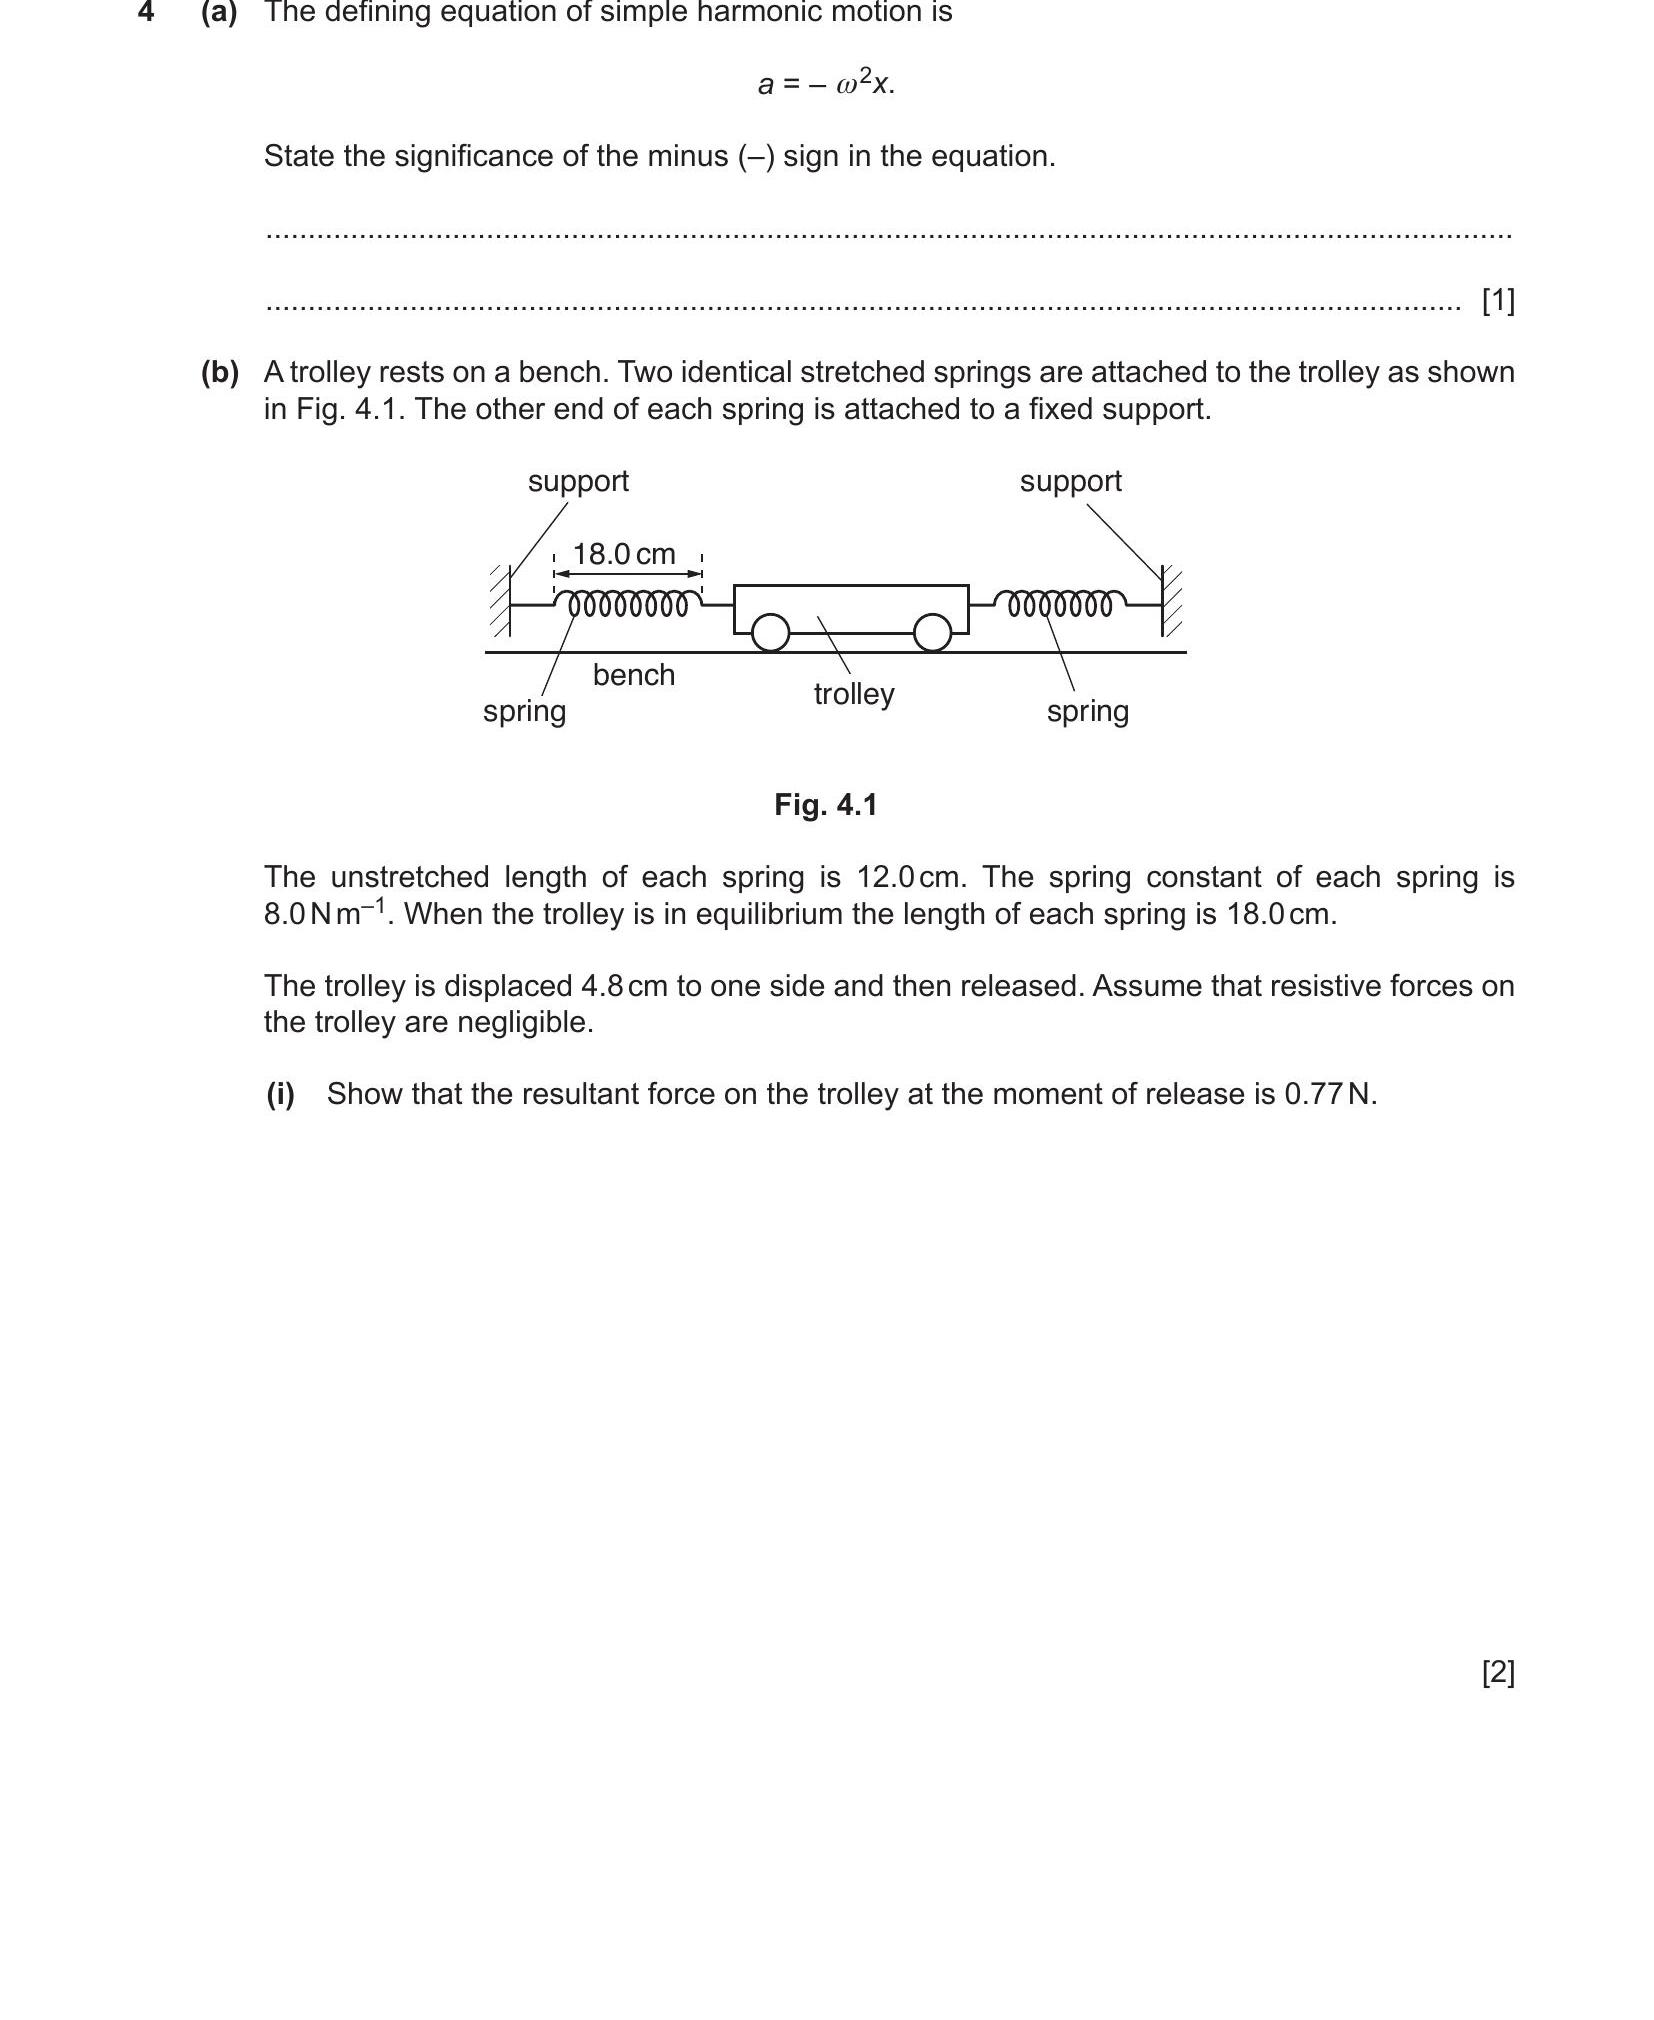 4 (a) The defining equation of simple harmonic motion is
a = – ω²x.
State the significance of the minus (–) sign in the equation.
..........................................................................................................................................................
.................................................................................................................................................... [1]
(b) A trolley rests on a bench. Two identical stretched springs are attached to the trolley as shown
in Fig. 4.1. The other end of each spring is attached to a fixed support.
support support
18.0 cm
bench
trolley
spring spring
Fig. 4.1
The unstretched length of each spring is 12.0 cm. The spring constant of each spring is
8.0 N m⁻¹. When the trolley is in equilibrium the length of each spring is 18.0 cm.
The trolley is displaced 4.8 cm to one side and then released. Assume that resistive forces on
the trolley are negligible.
(i) Show that the resultant force on the trolley at the moment of release is 0.77 N.
[2]